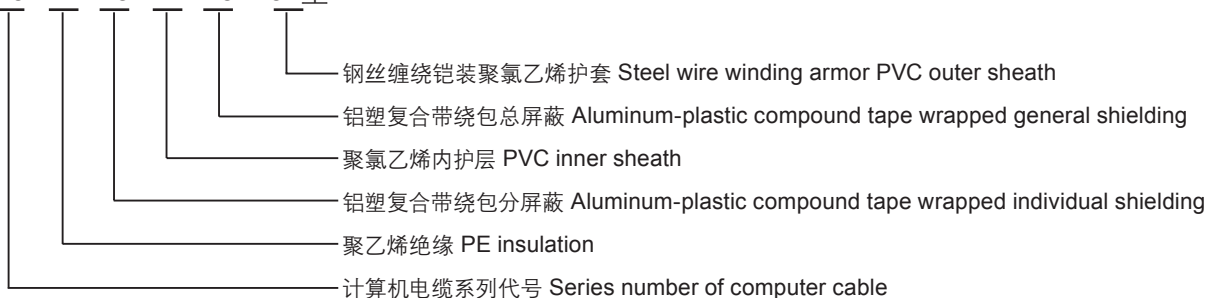 钢丝缠绕铠装聚氯乙烯护套 Steel wire winding armor PVC outer sheath
铝塑复合带绕包总屏蔽 Aluminum-plastic compound tape wrapped general shielding
聚氯乙烯内护层 PVC inner sheath
铝塑复合带绕包分屏蔽 Aluminum-plastic compound tape wrapped individual shielding
聚乙烯绝缘 PE insulation
计算机电缆系列代号 Series number of computer cable